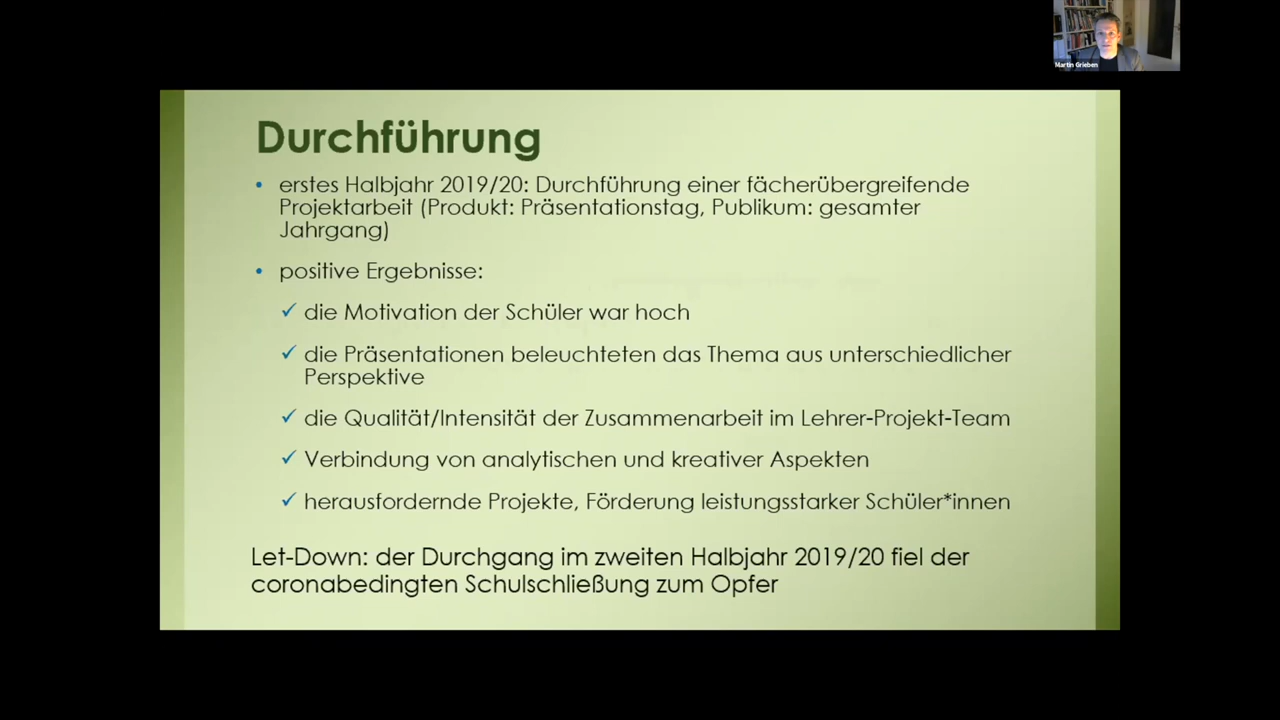 Martin Grieben
Durchführung
• erstes Halbjahr 2019/20: Durchführung einer fächerübergreifende
Projektarbeit (Produkt: Präsentationstag, Publikum: gesamter
Jahrgang)
• positive Ergebnisse:
✓ die Motivation der Schüler war hoch
✓ die Präsentationen beleuchteten das Thema aus unterschiedlicher
Perspektive
✓ die Qualität/Intensität der Zusammenarbeit im Lehrer-Projekt-Team
✓ Verbindung von analytischen und kreativer Aspekten
✓ herausfordernde Projekte, Förderung leistungsstarker Schüler*innen
Let-Down: der Durchgang im zweiten Halbjahr 2019/20 fiel der
coronabedingten Schulschließung zum Opfer